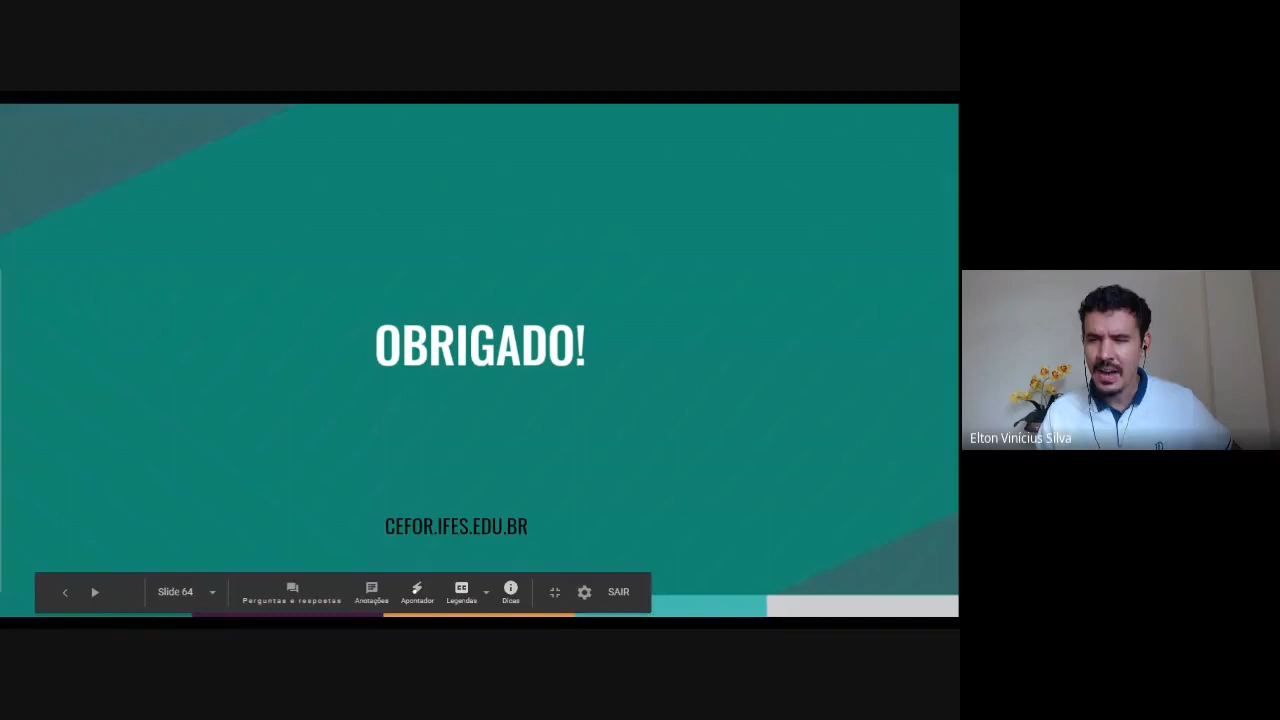 OBRIGADO!
CEFOR.IFES.EDU.BR
Slide 64
Perguntas e respostas
Anotações
Apontador
Legendas
Dicas
SAIR
Elton Vinícius Silva